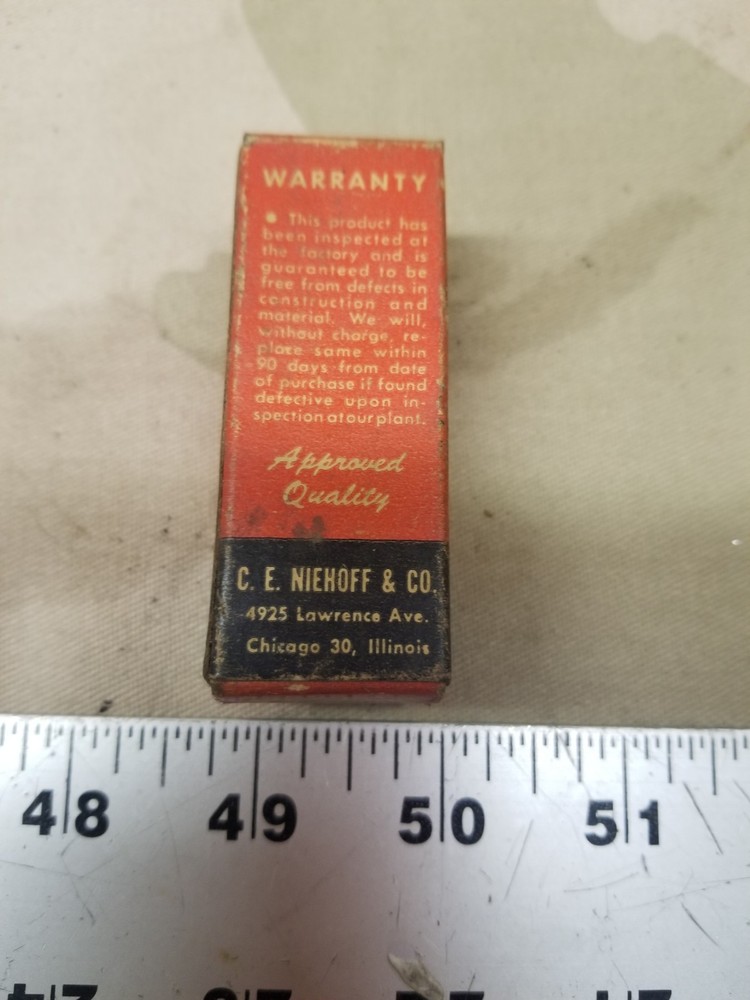 WARRANTY
• This product has
been inspected at
the factory and is
guaranteed to be
free from defects in
construction and
material. We will,
without charge, re-
place same within
90 days from date
of purchase if found
defective upon in-
spection at our plant.
Approved
Quality
C. E. NIEHOFF & CO.
4925 Lawrence Ave.
Chicago 30, Illinois
48 49 50 51